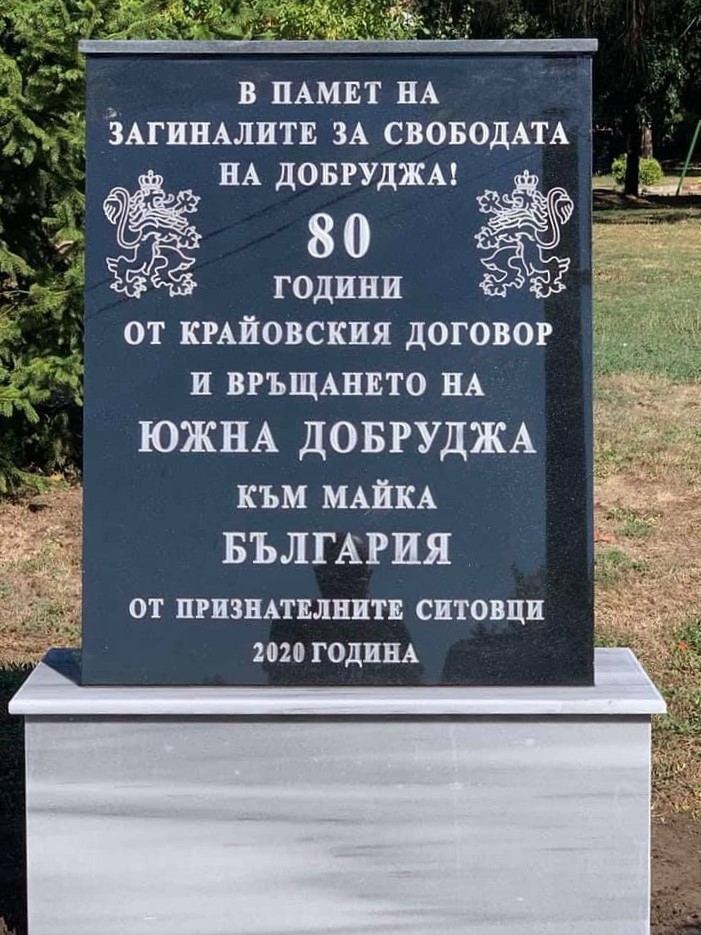 В ПАМЕТ НА
ЗАГИНАЛИТЕ ЗА СВОБОДАТА
НА ДОБРУДЖА!
80
ГОДИНИ
ОТ КРАЙОВСКИЯ ДОГОВОР
И ВРЪЩАНЕТО НА
ЮЖНА ДОБРУДЖА
КЪМ МАЙКА
БЪЛГАРИЯ
ОТ ПРИЗНАТЕЛНИТЕ СИТОВЦИ
2020 ГОДИНА